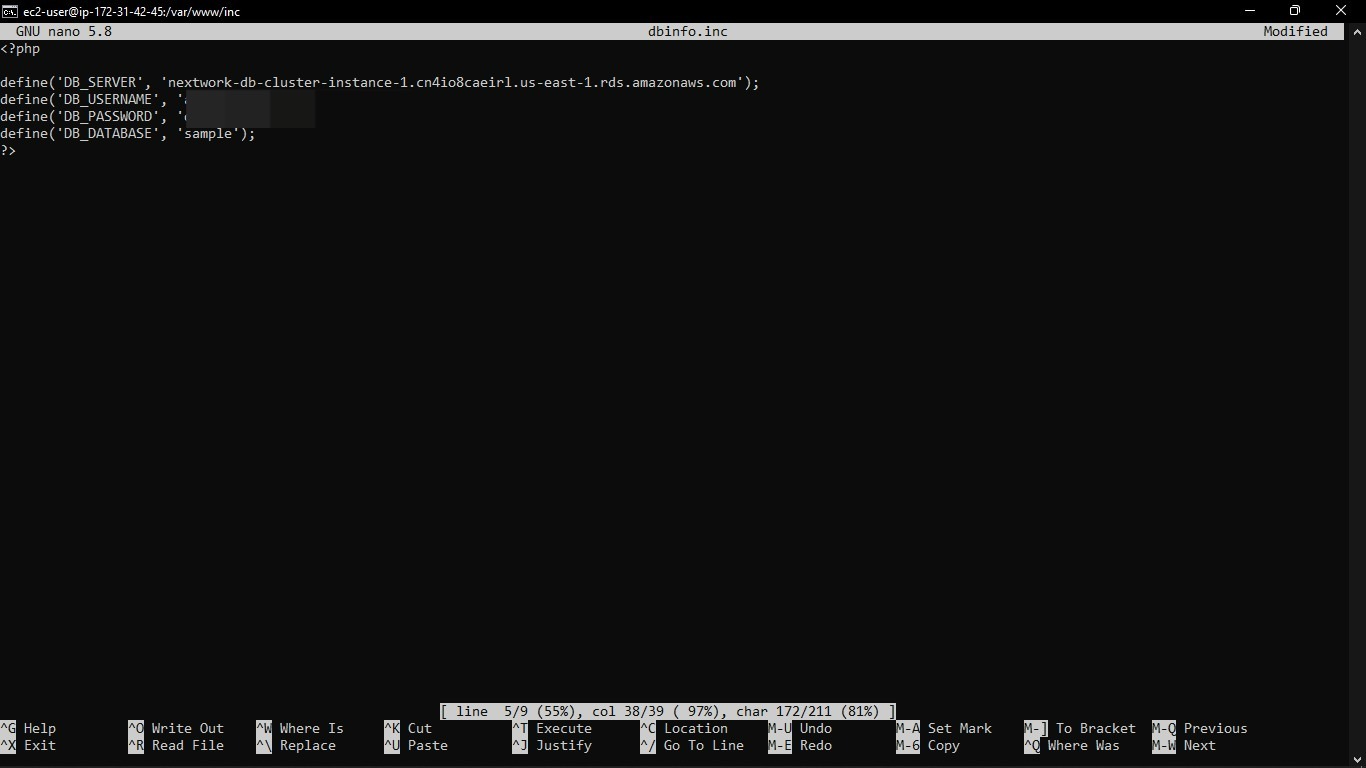 ec2-user@ip-172-31-42-45:/var/www/inc
GNU nano 5.8 dbinfo.inc Modified
<?php
define('DB_SERVER', 'nextwork-db-cluster-instance-1.cn4io8caeirl.us-east-1.rds.amazonaws.com');
define('DB_USERNAME', '
define('DB_PASSWORD', '
define('DB_DATABASE', 'sample');
?>
[ line 5/9 (55%), col 38/39 ( 97%), char 172/211 (81%) ]
^G Help ^O Write Out ^W Where Is ^K Cut ^T Execute ^C Location M-U Undo M-A Set Mark M-] To Bracket M-Q Previous
^X Exit ^R Read File ^\ Replace ^U Paste ^J Justify ^/ Go To Line M-E Redo M-6 Copy ^Q Where Was M-W Next